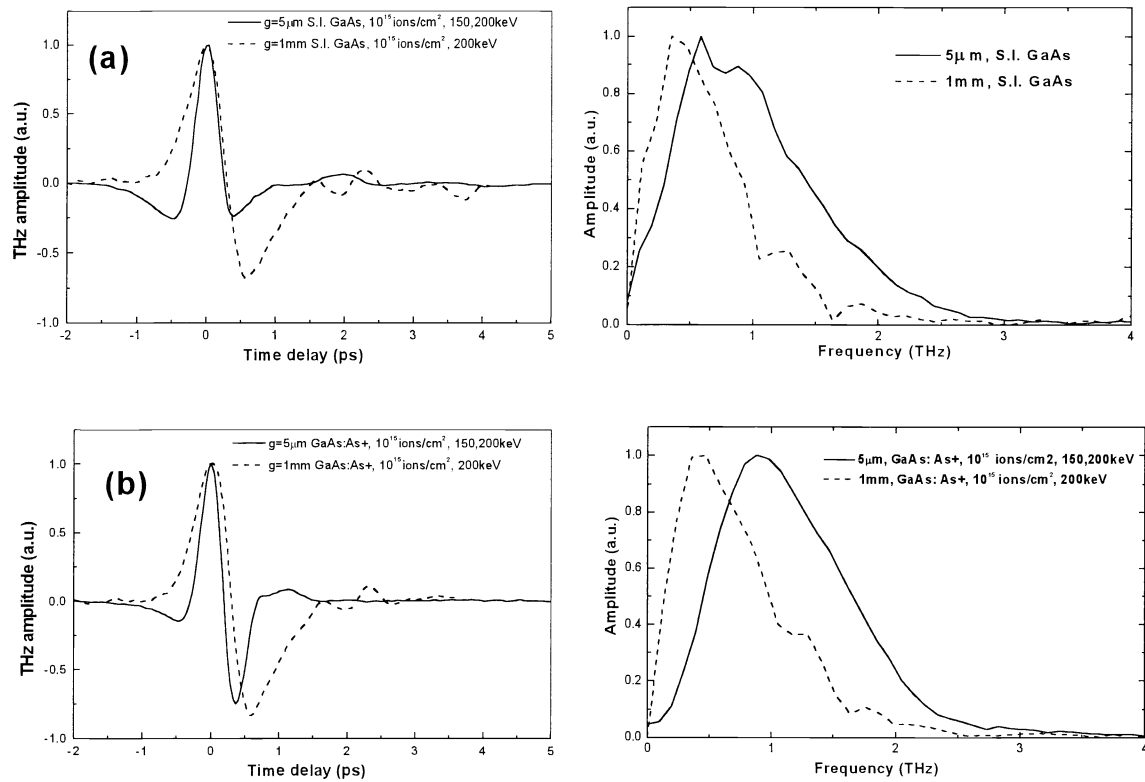 (a)
g=5μm S.I. GaAs, 10¹⁵ions/cm², 150,200keV
g=1mm S.I. GaAs, 10¹⁵ions/cm², 200keV
THz amplitude (a.u.)
1.0
0.5
0.0
-0.5
-1.0
-2 -1 0 1 2 3 4 5
Time delay (ps)
5μm, S.I. GaAs
1mm, S.I. GaAs
Amplitude (a.u.)
1.0
0.8
0.6
0.4
0.2
0.0
0 1 2 3 4
Frequency (THz)
(b)
g=5μm GaAs:As+, 10¹⁵ions/cm², 150,200keV
g=1mm GaAs:As+, 10¹⁵ions/cm², 200keV
THz amplitude (a.u.)
1.0
0.5
0.0
-0.5
-1.0
-2 -1 0 1 2 3 4 5
Time delay (ps)
5μm, GaAs: As+, 10¹⁵ ions/cm2, 150,200keV
1mm, GaAs: As+, 10¹⁵ ions/cm², 200keV
Amplitude (a.u.)
1.0
0.8
0.6
0.4
0.2
0.0
0 1 2 3 4
Frequency (THz)